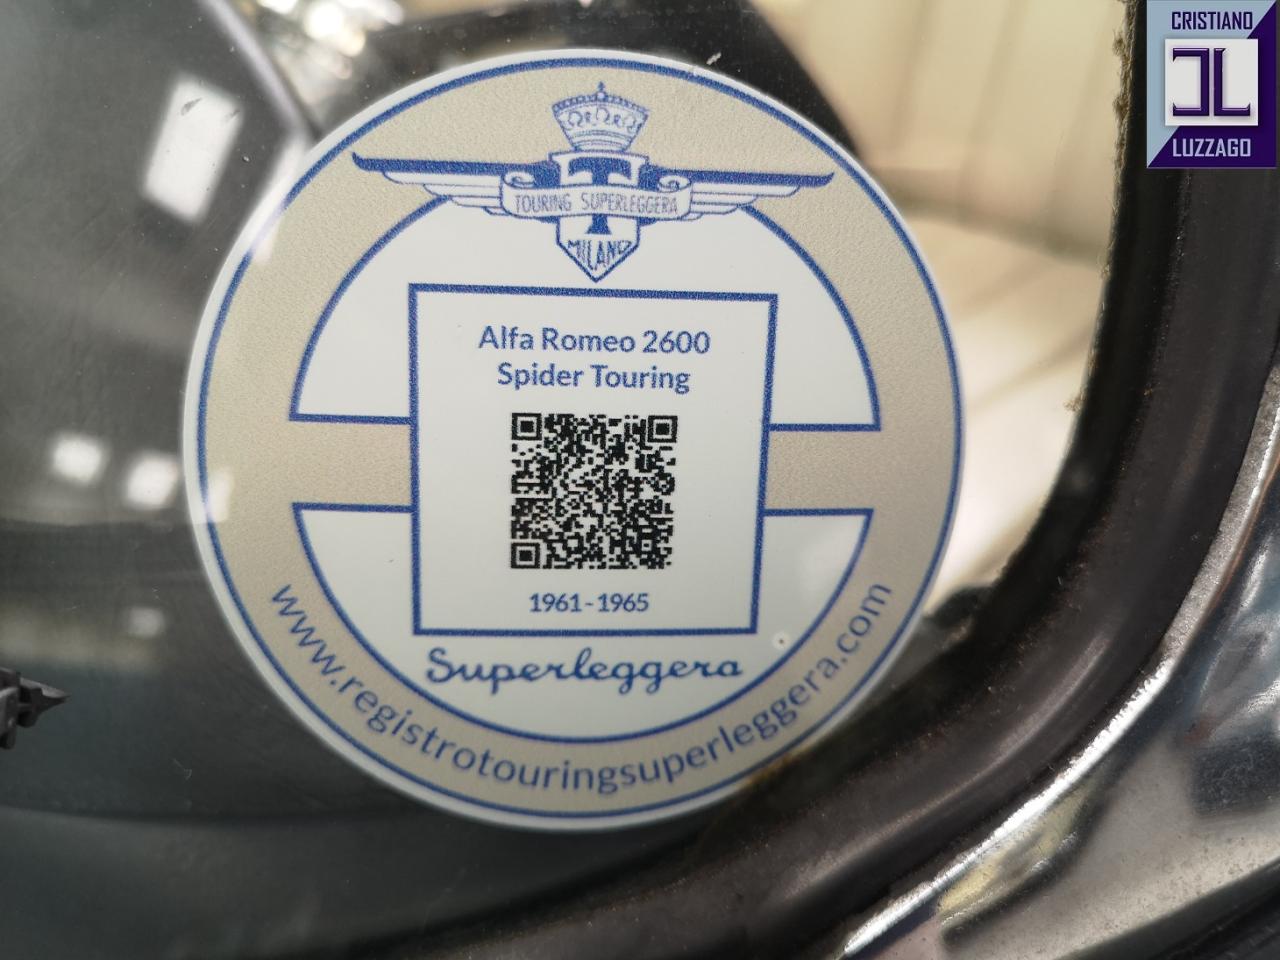 CRISTIANO
LUZZAGO
TOURING SUPERLEGGERA
MILANO
Alfa Romeo 2600
Spider Touring
1961-1965
Superleggera
www.registrotouringsuperleggera.com